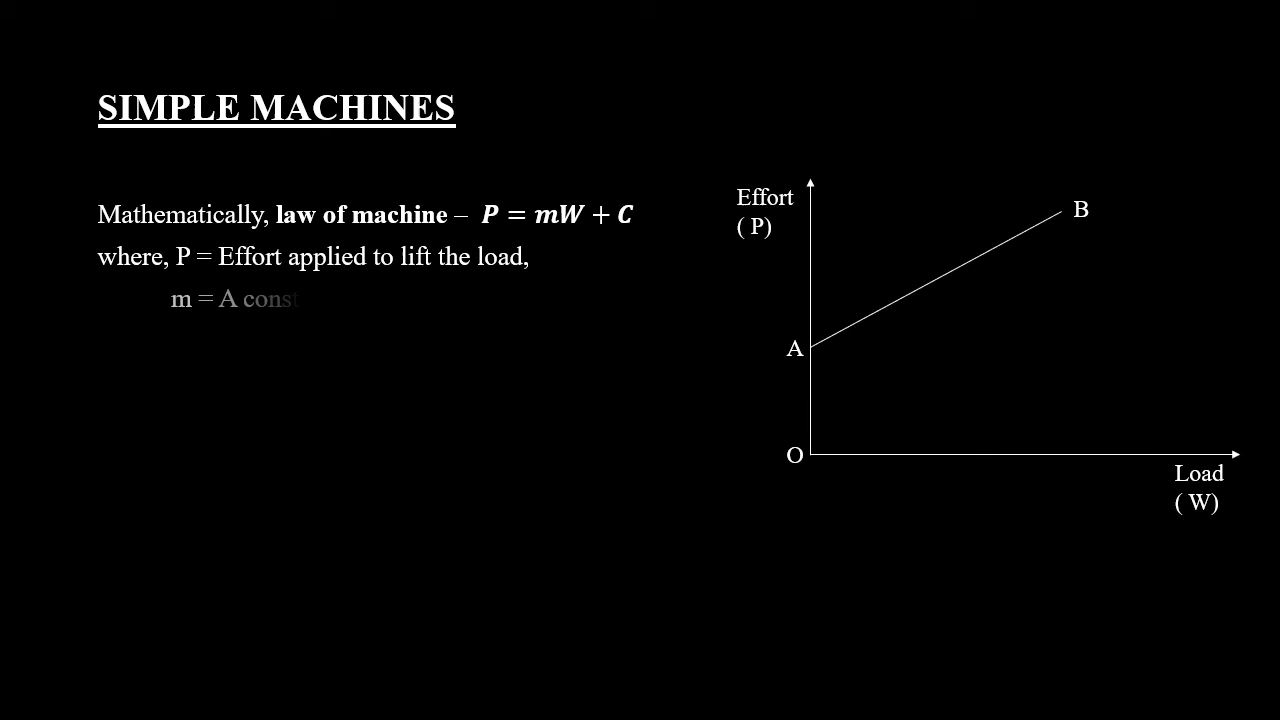 SIMPLE MACHINES
Mathematically, law of machine – P = mW + C
where, P = Effort applied to lift the load,
m = A const
Effort
( P)
B
A
O
Load
( W)